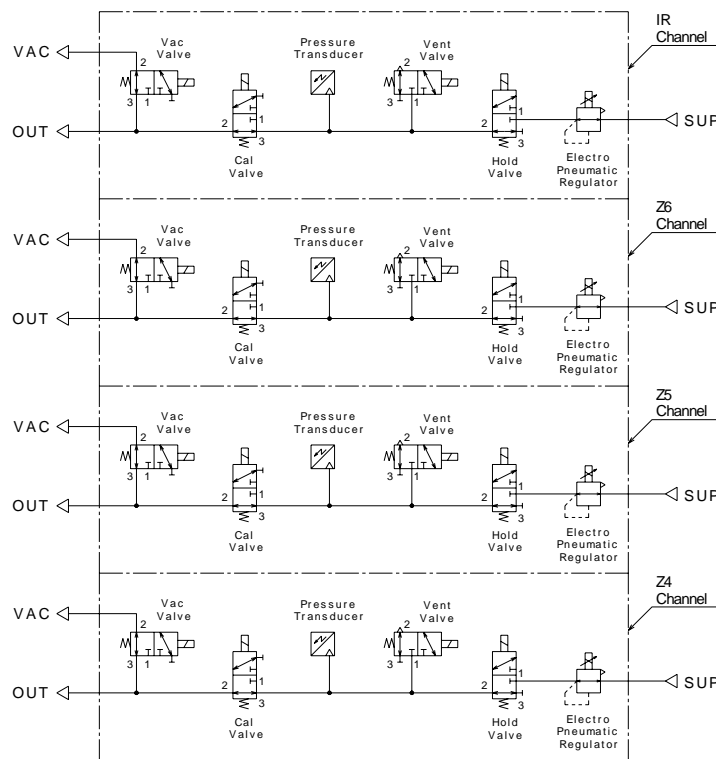 IR
Channel
VAC
Vac
Valve
Pressure
Transducer
Vent
Valve
2
3 1
2
1
3
2
3 1
2
1
3
OUT
SUP
Cal
Valve
Hold
Valve
Electro
Pneumatic
Regulator
Z6
Channel
VAC
Vac
Valve
Pressure
Transducer
Vent
Valve
2
3 1
2
1
3
2
3 1
2
1
3
OUT
SUP
Cal
Valve
Hold
Valve
Electro
Pneumatic
Regulator
Z5
Channel
VAC
Vac
Valve
Pressure
Transducer
Vent
Valve
2
3 1
2
1
3
2
3 1
2
1
3
OUT
SUP
Cal
Valve
Hold
Valve
Electro
Pneumatic
Regulator
Z4
Channel
VAC
Vac
Valve
Pressure
Transducer
Vent
Valve
2
3 1
2
1
3
2
3 1
2
1
3
OUT
SUP
Cal
Valve
Hold
Valve
Electro
Pneumatic
Regulator